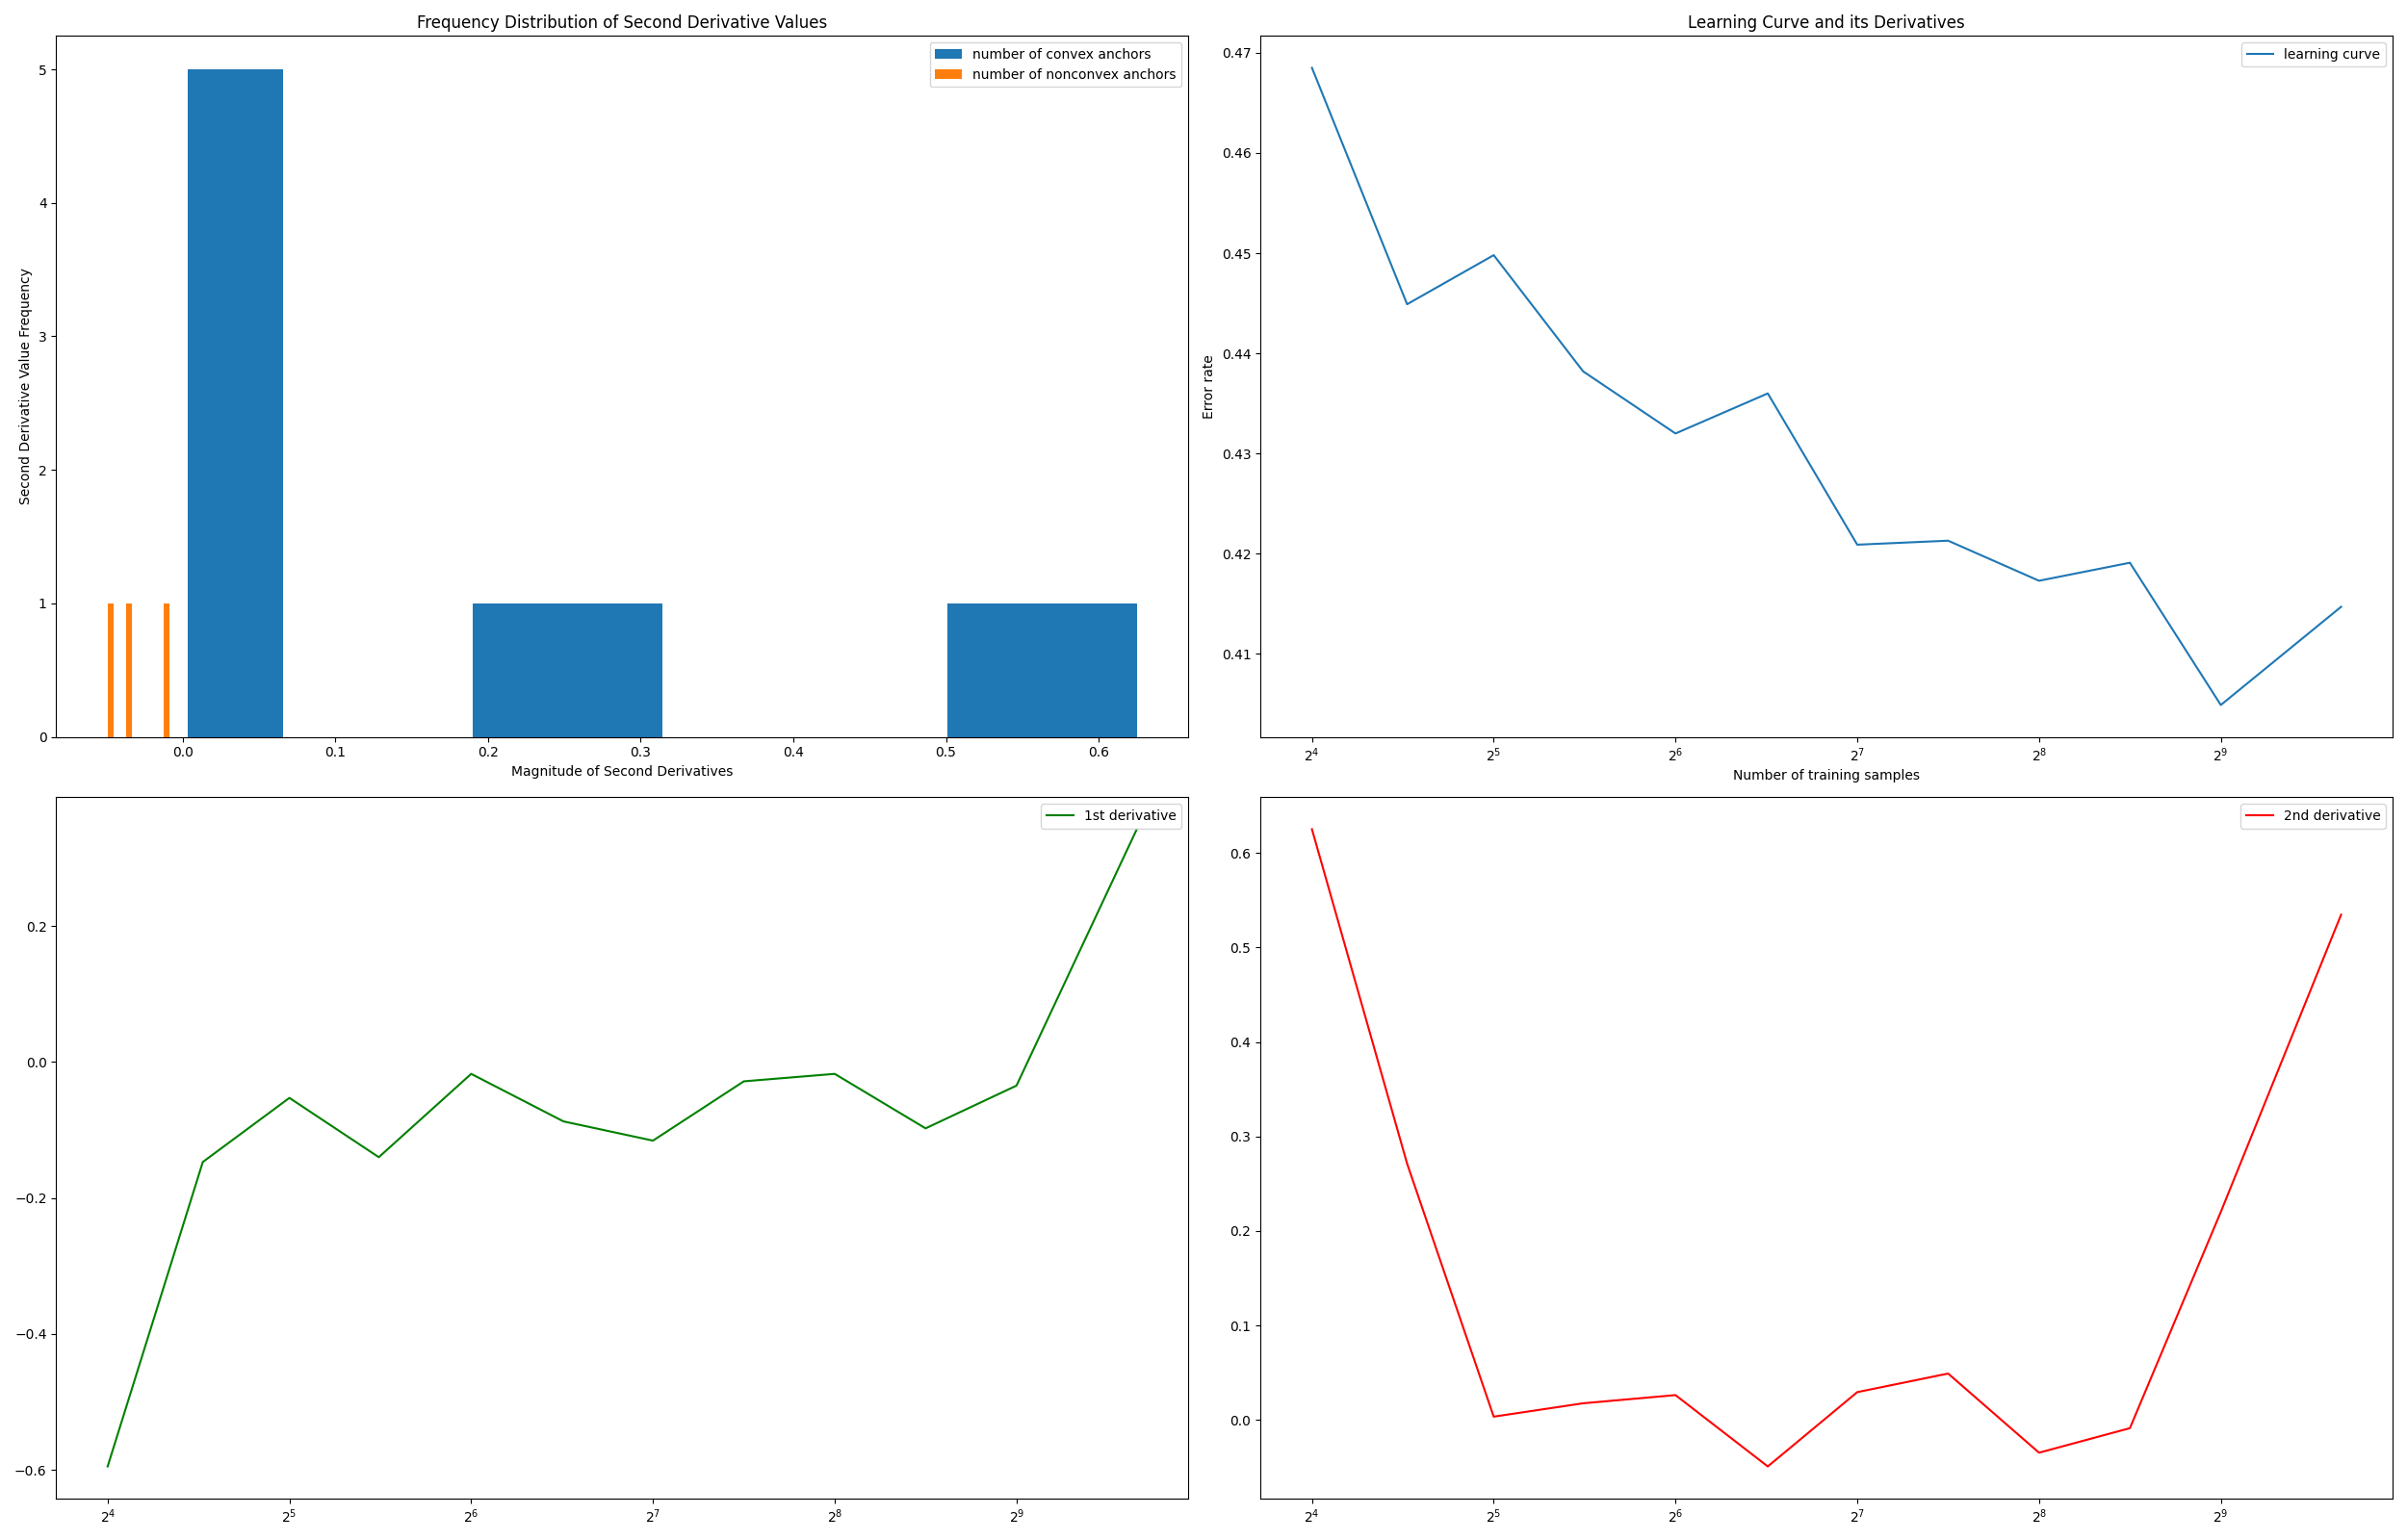 Frequency Distribution of Second Derivative Values
number of convex anchors
number of nonconvex anchors
Second Derivative Value Frequency
5
4
3
2
1
0
0.0 0.1 0.2 0.3 0.4 0.5 0.6
Magnitude of Second Derivatives
Learning Curve and its Derivatives
learning curve
Error rate
0.47
0.46
0.45
0.44
0.43
0.42
0.41
2⁴ 2⁵ 2⁶ 2⁷ 2⁸ 2⁹
Number of training samples
1st derivative
0.2
0.0
−0.2
−0.4
−0.6
2⁴ 2⁵ 2⁶ 2⁷ 2⁸ 2⁹
2nd derivative
0.6
0.5
0.4
0.3
0.2
0.1
0.0
2⁴ 2⁵ 2⁶ 2⁷ 2⁸ 2⁹